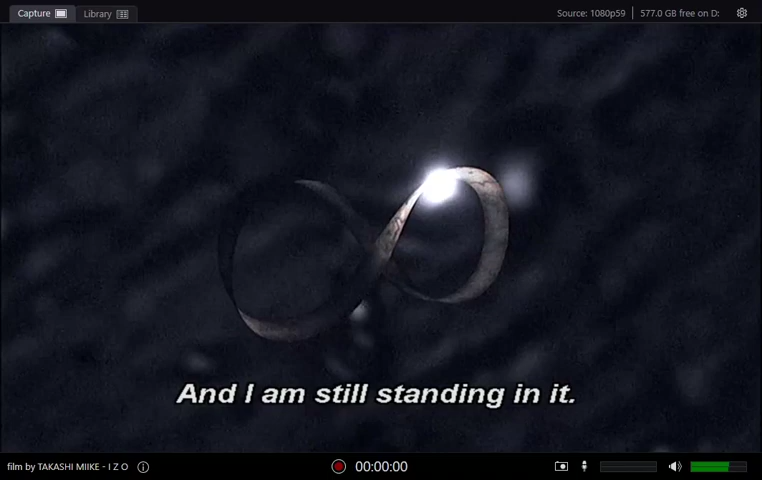 Capture Library Source: 1080p59 577.0 GB free on D:
And I am still standing in it.
film by TAKASHI MIIKE - I Z O 00:00:00